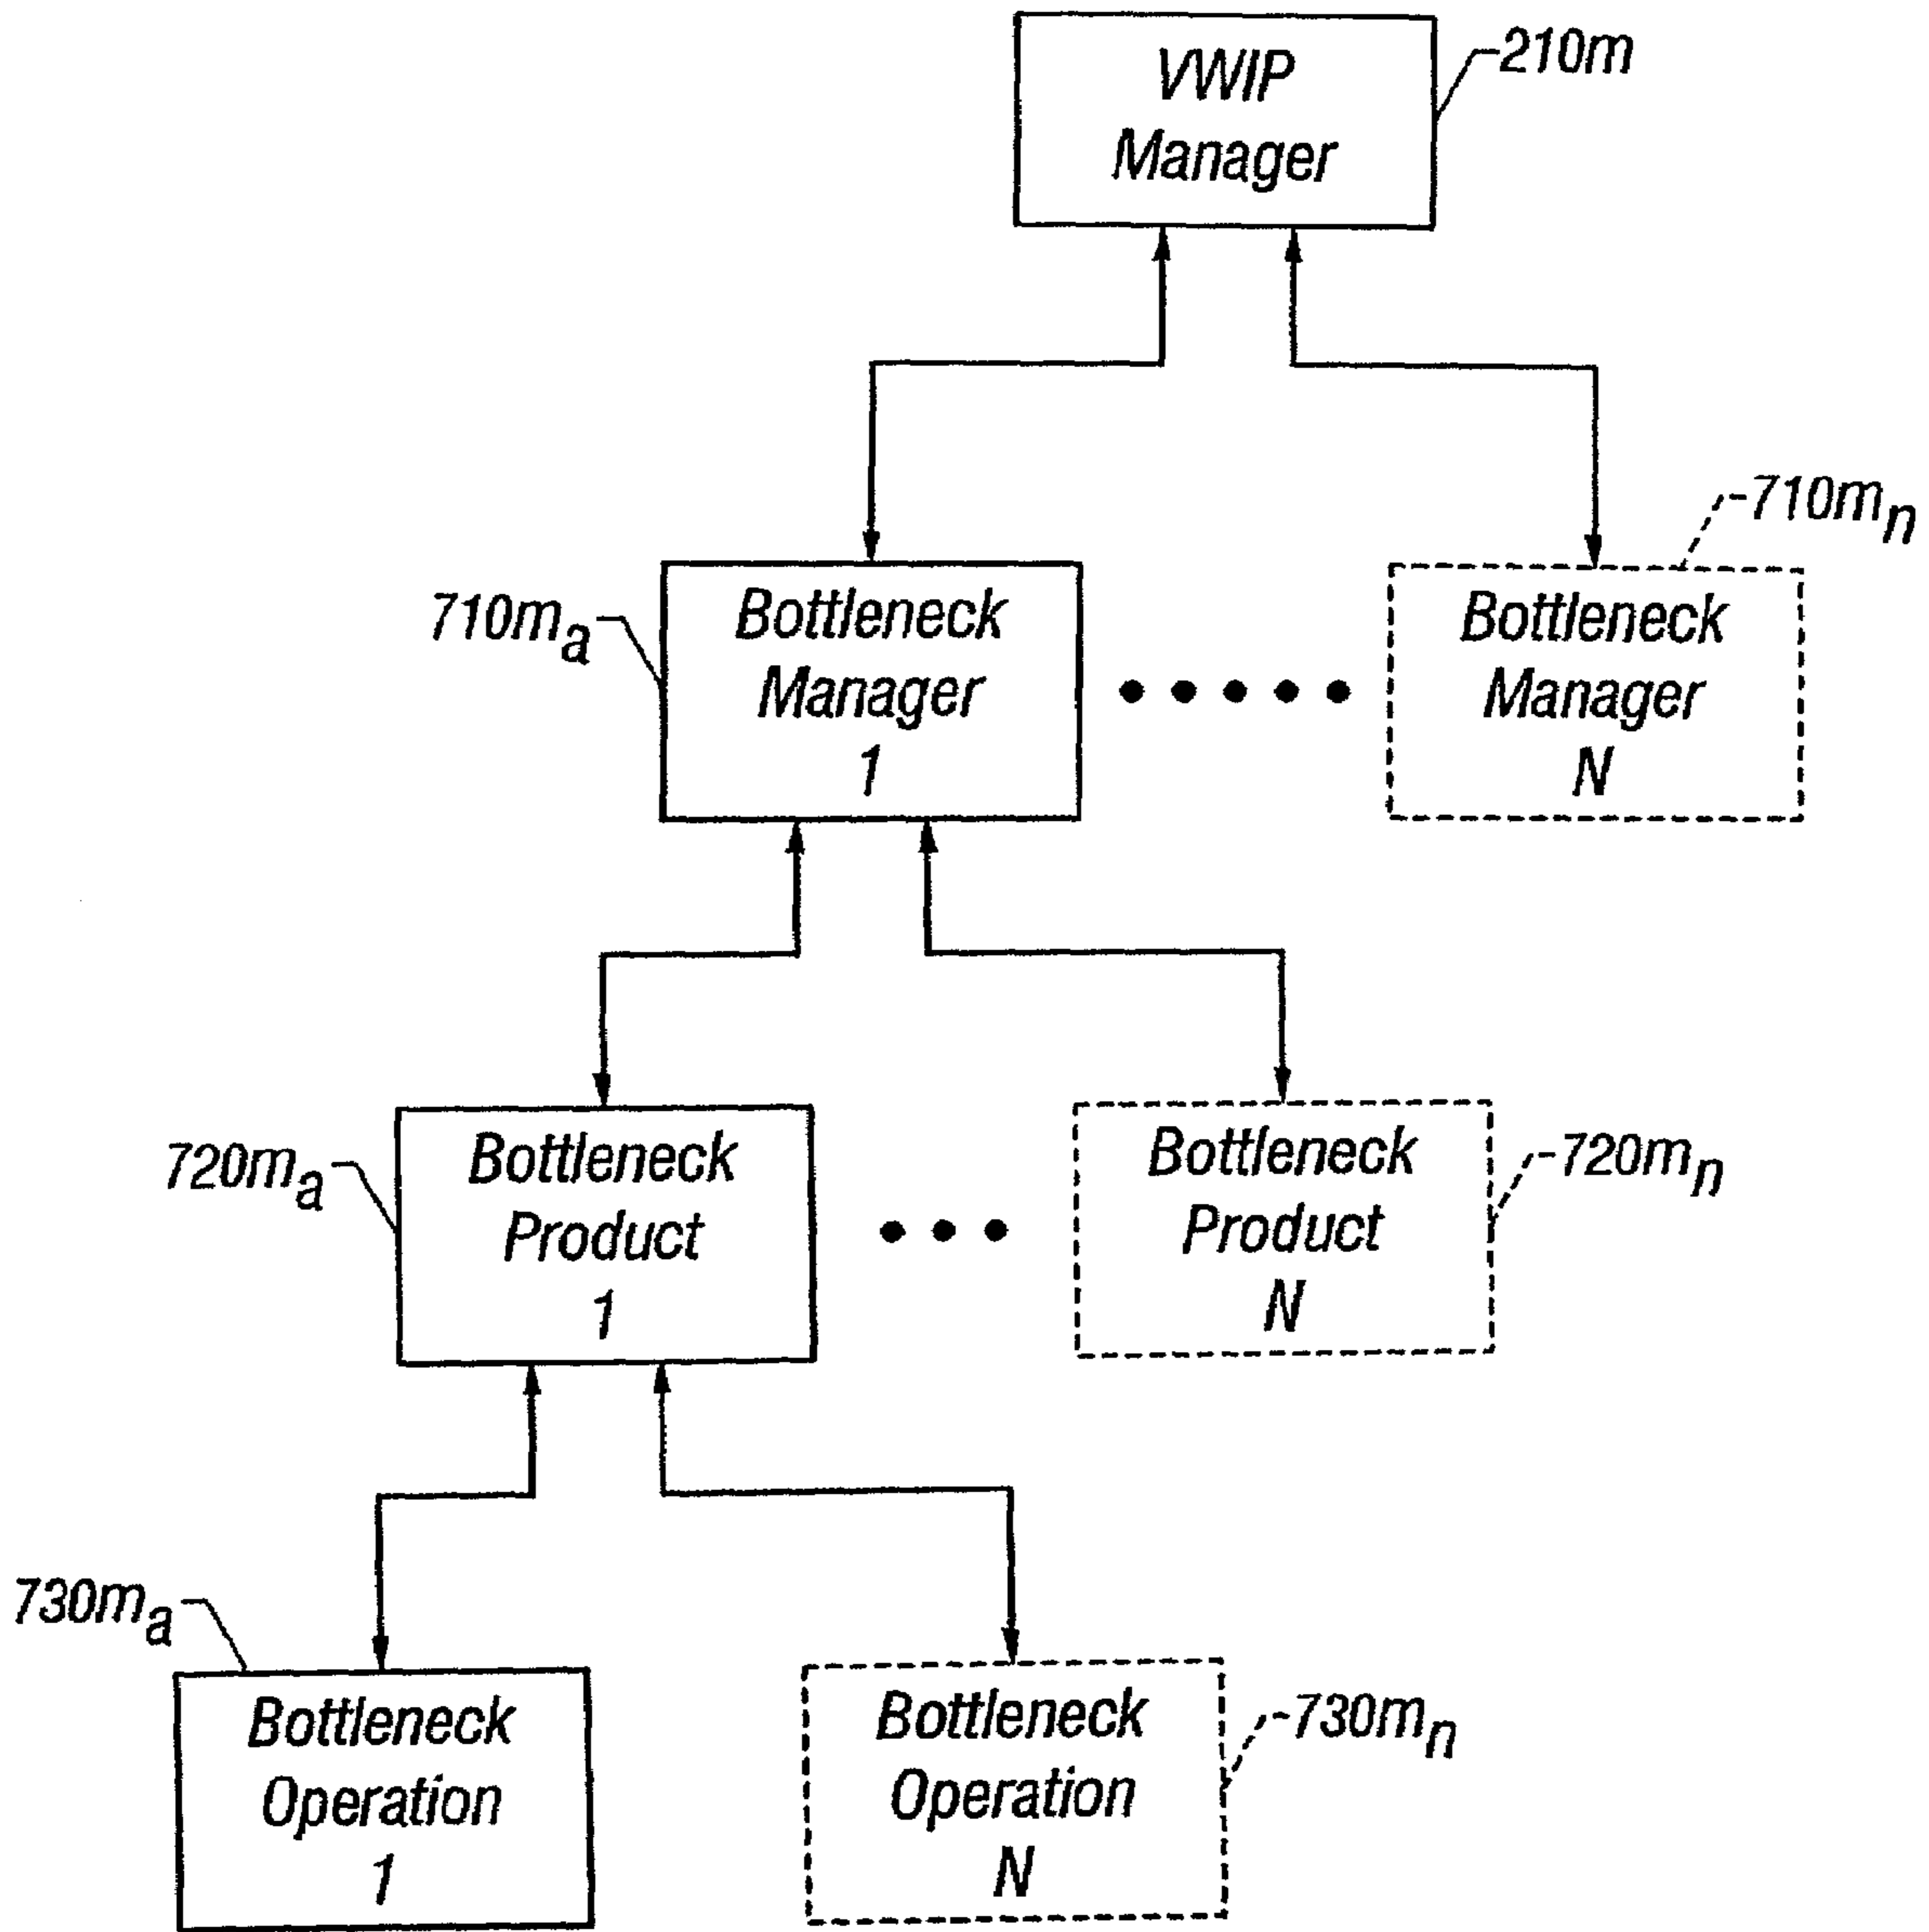 VWIP
Manager
210m
710mₙ
710mₐ
Bottleneck
Manager
1
Bottleneck
Manager
N
720mₐ
Bottleneck
Product
1
Bottleneck
Product
N
720mₙ
730mₐ
Bottleneck
Operation
1
Bottleneck
Operation
N
730mₙ